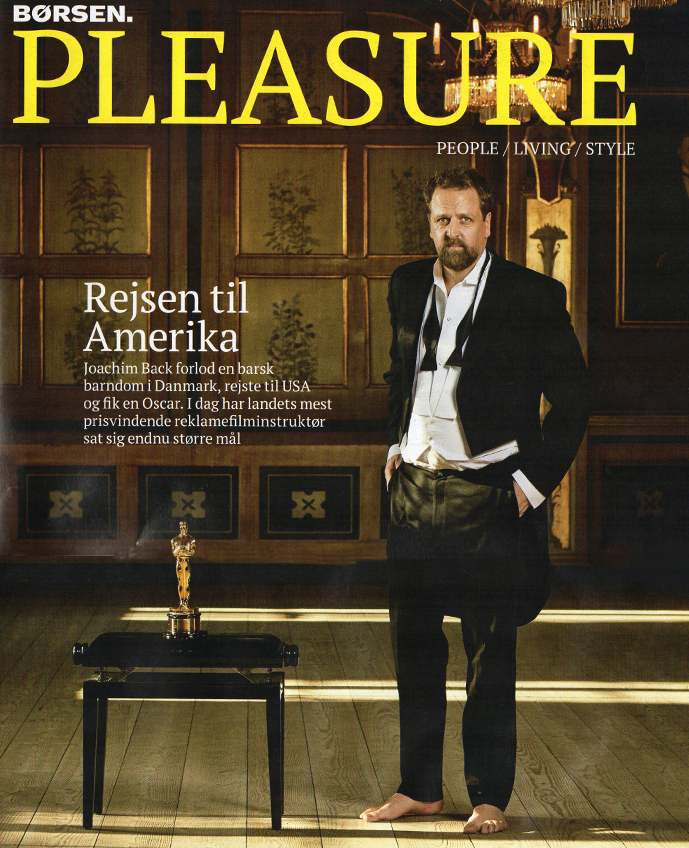 BØRSEN.
PLEASURE
PEOPLE / LIVING / STYLE
Rejsen til
Amerika
Joachim Back forlod en barsk
barndom i Danmark, rejste til USA
og fik en Oscar. I dag har landets mest
prisvindende reklamefilminstruktør
sat sig endnu større mål